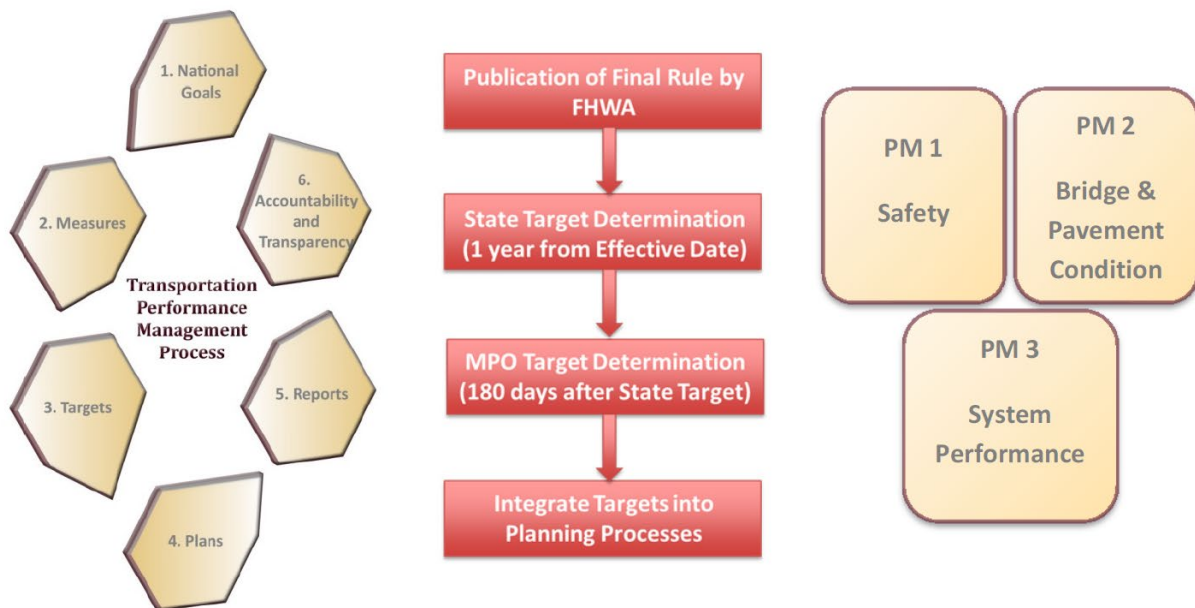 1. National
Goals
2. Measures
3. Targets
4. Plans
5. Reports
6.
Accountability
and
Transparency
Transportation
Performance
Management
Process
Publication of Final Rule by
FHWA
State Target Determination
(1 year from Effective Date)
MPO Target Determination
(180 days after State Target)
Integrate Targets into
Planning Processes
PM 1
Safety
PM 2
Bridge &
Pavement
Condition
PM 3
System
Performance